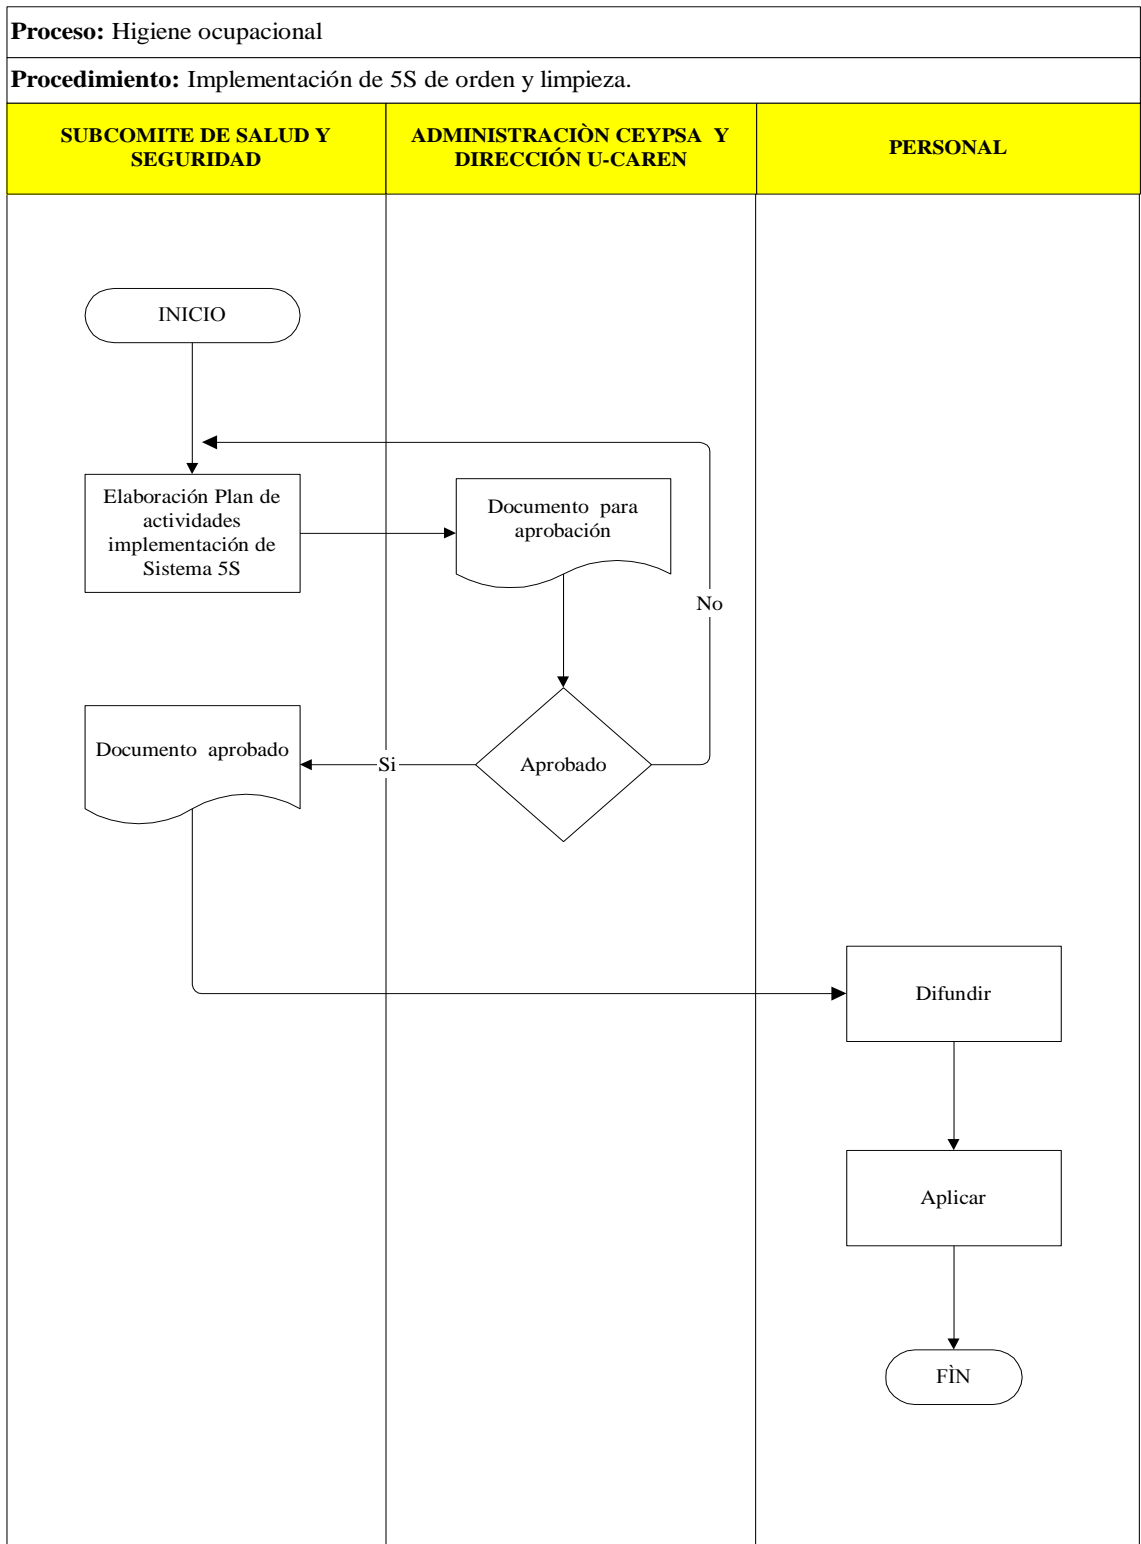 Proceso: Higiene ocupacional
Procedimiento: Implementación de 5S de orden y limpieza.
SUBCOMITE DE SALUD Y
SEGURIDAD
ADMINISTRACIÒN CEYPSA Y
DIRECCIÓN U-CAREN
PERSONAL
INICIO
Elaboración Plan de
actividades
implementación de
Sistema 5S
Documento para
aprobación
No
Documento aprobado
Si
Aprobado
Difundir
Aplicar
FÌN